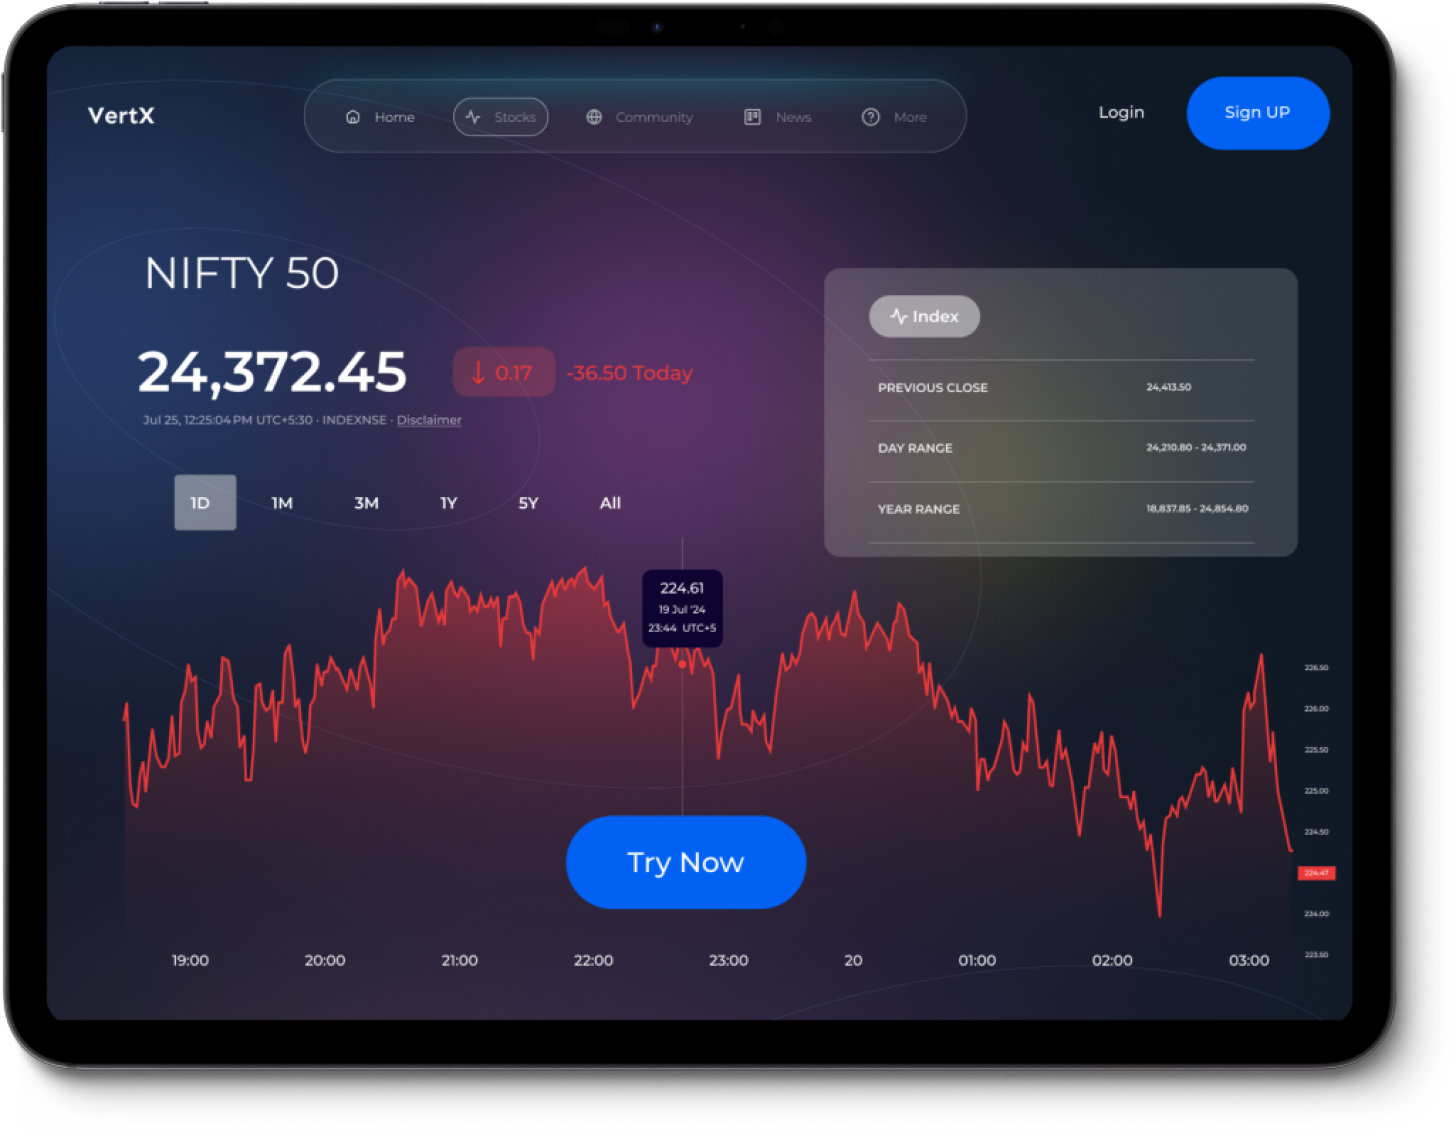 VertX
Home
Stocks
Community
News
More
Login
Sign UP
NIFTY 50
24,372.45
↓ 0.17
-36.50 Today
Jul 25, 12:25:04 PM UTC+5:30 · INDEXNSE · Disclaimer
Index
PREVIOUS CLOSE 24,413.50
DAY RANGE 24,210.80 - 24,371.00
YEAR RANGE 18,837.85 - 24,854.80
1D 1M 3M 1Y 5Y All
224.61
19 Jul '24
23:44 UTC+5
226.50
226.00
225.50
225.00
224.50
224.47
224.00
223.50
Try Now
19:00 20:00 21:00 22:00 23:00 20 01:00 02:00 03:00